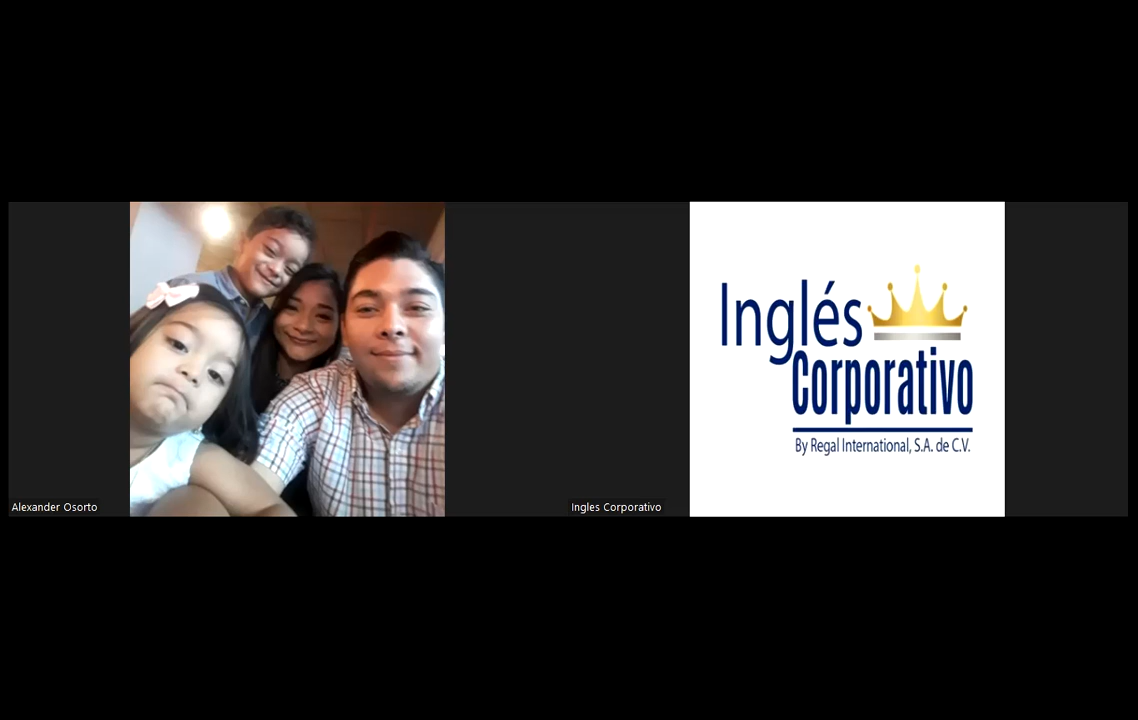 Inglés
Corporativo
By Regal International, S.A. de C.V.
Alexander Osorto
Ingles Corporativo